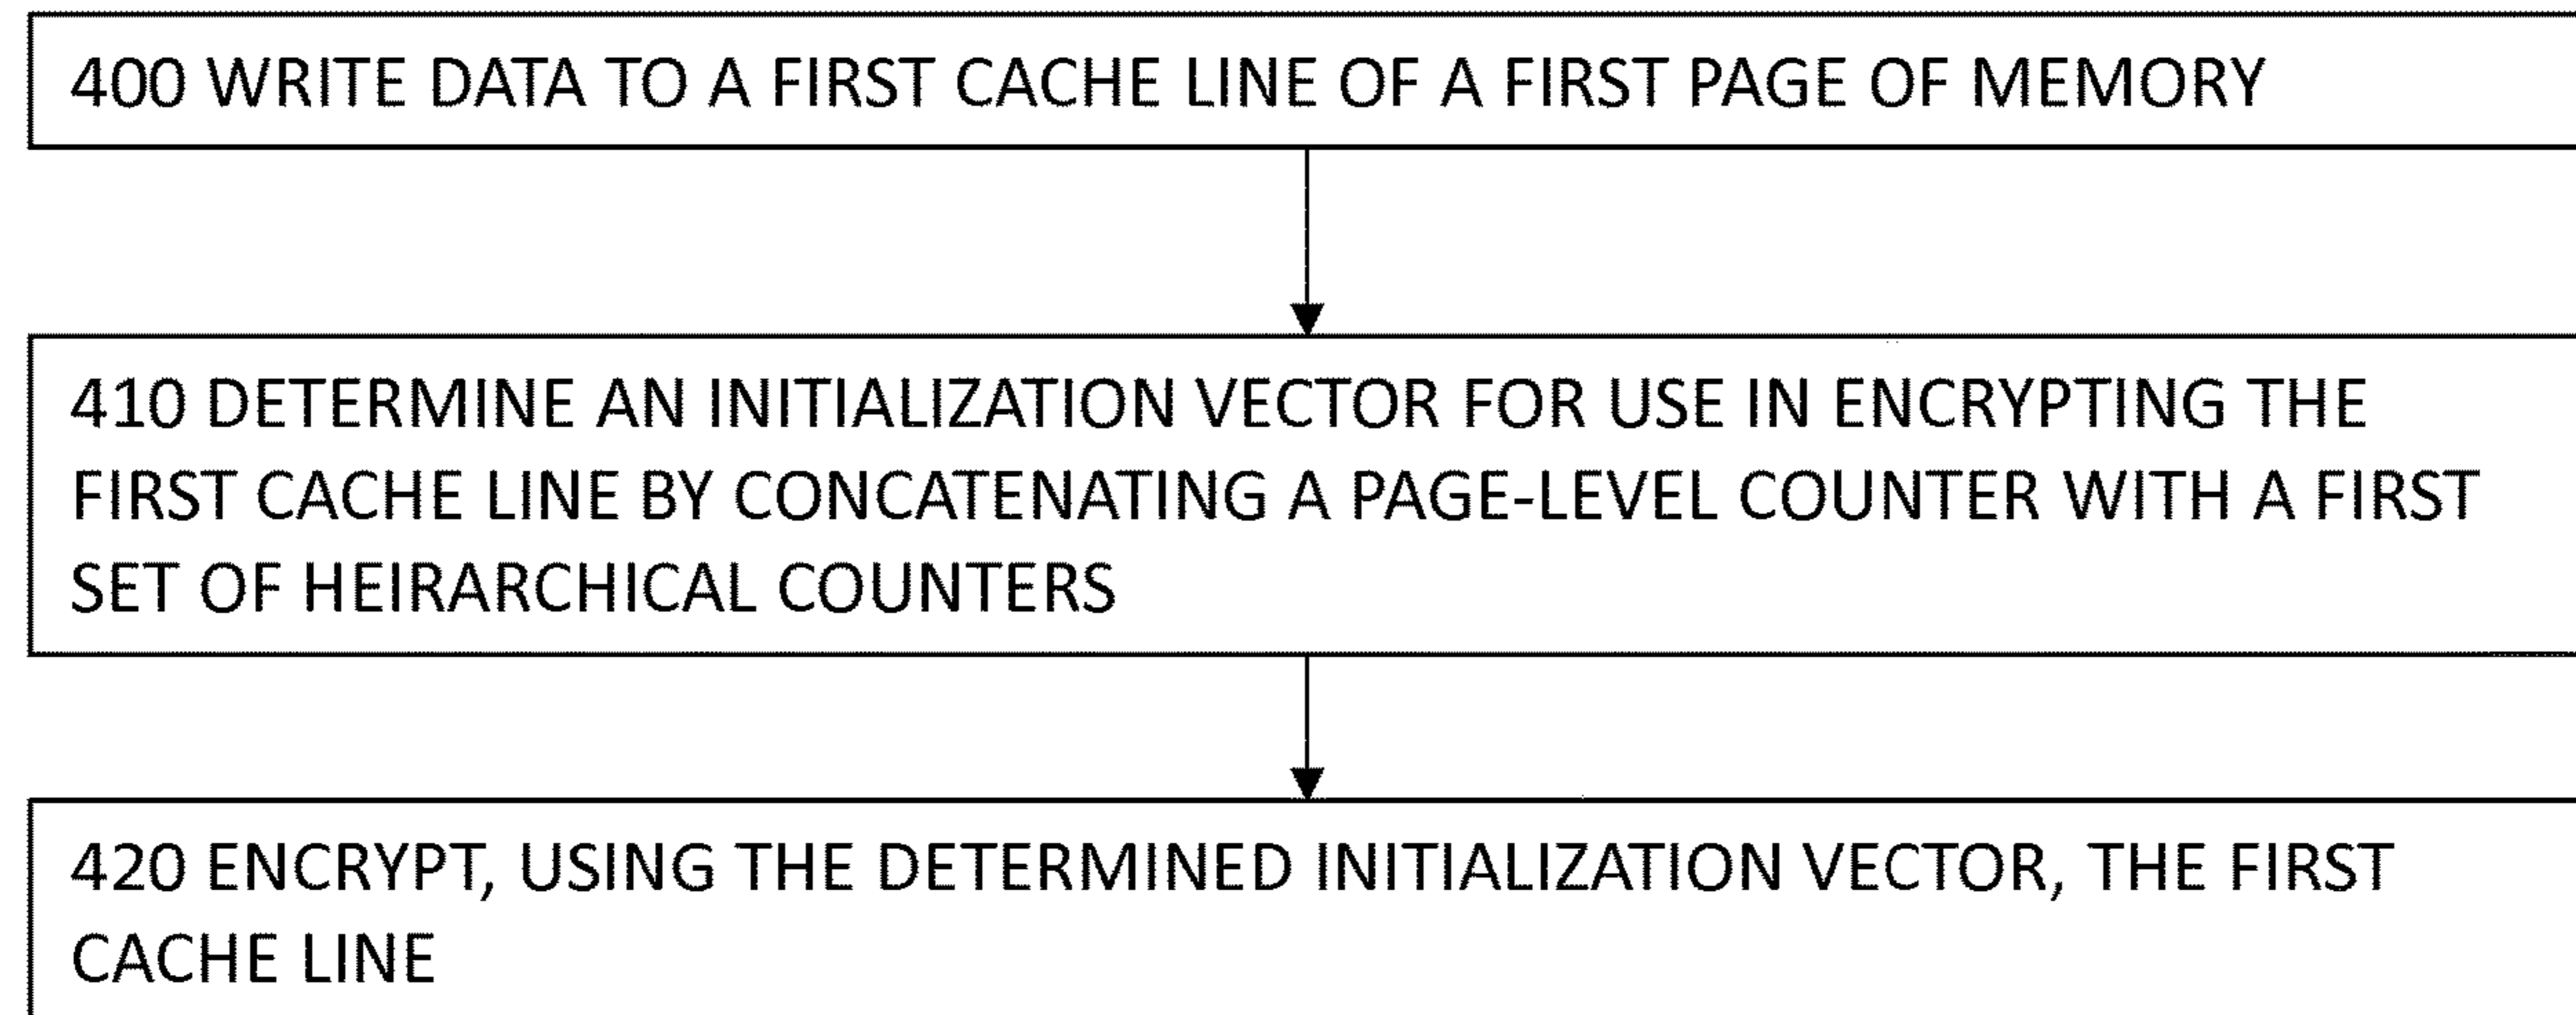 400 WRITE DATA TO A FIRST CACHE LINE OF A FIRST PAGE OF MEMORY
410 DETERMINE AN INITIALIZATION VECTOR FOR USE IN ENCRYPTING THE
FIRST CACHE LINE BY CONCATENATING A PAGE-LEVEL COUNTER WITH A FIRST
SET OF HEIRARCHICAL COUNTERS
420 ENCRYPT, USING THE DETERMINED INITIALIZATION VECTOR, THE FIRST
CACHE LINE